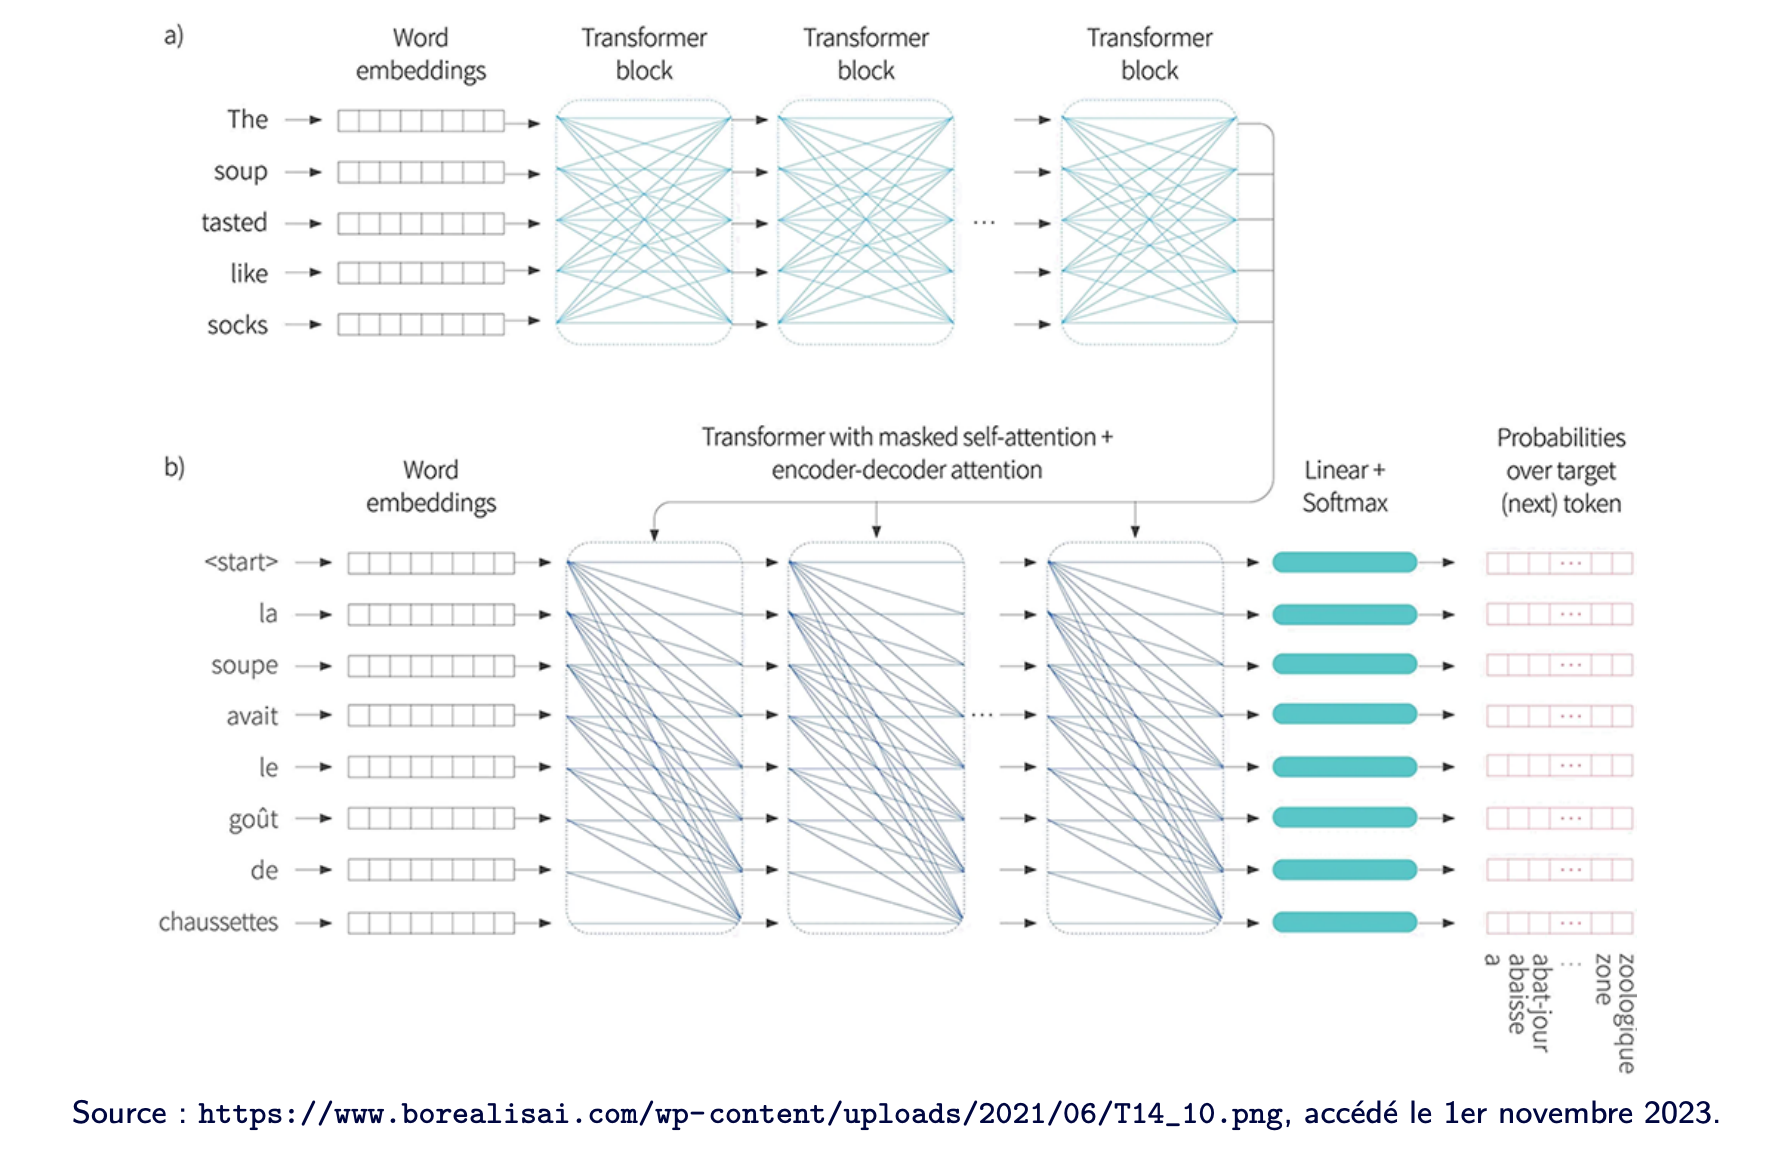 a)
Word
embeddings
Transformer
block
Transformer
block
Transformer
block
The
soup
tasted
...
like
socks
Transformer with masked self-attention +
encoder-decoder attention
b)
Word
embeddings
Linear +
Softmax
Probabilities
over target
(next) token
<start>
...
la
...
soupe
...
avait
...
...
le
...
goût
...
de
...
chaussettes
...
a
abaisse
abat-jour
...
zone
zoologique
Source : https://www.borealisai.com/wp-content/uploads/2021/06/T14_10.png, accédé le 1er novembre 2023.